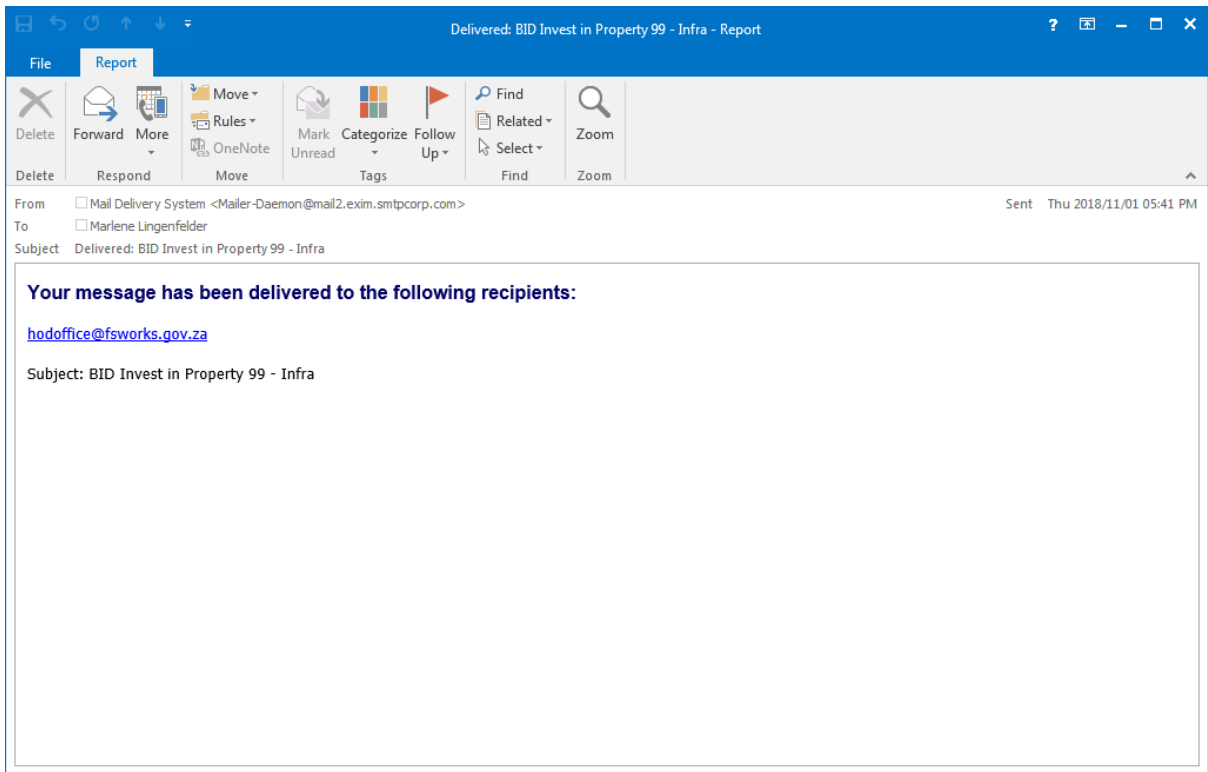 Delivered: BID Invest in Property 99 - Infra - Report
?
File Report
Delete
Forward
More
Move
Rules
OneNote
Mark Unread
Categorize
Follow Up
Find
Related
Select
Zoom
Delete Respond Move Tags Find Zoom
From Mail Delivery System <Mailer-Daemon@mail2.exim.smtpcorp.com> Sent Thu 2018/11/01 05:41 PM
To Marlene Lingenfelder
Subject Delivered: BID Invest in Property 99 - Infra
Your message has been delivered to the following recipients:
hodoffice@fsworks.gov.za
Subject: BID Invest in Property 99 - Infra